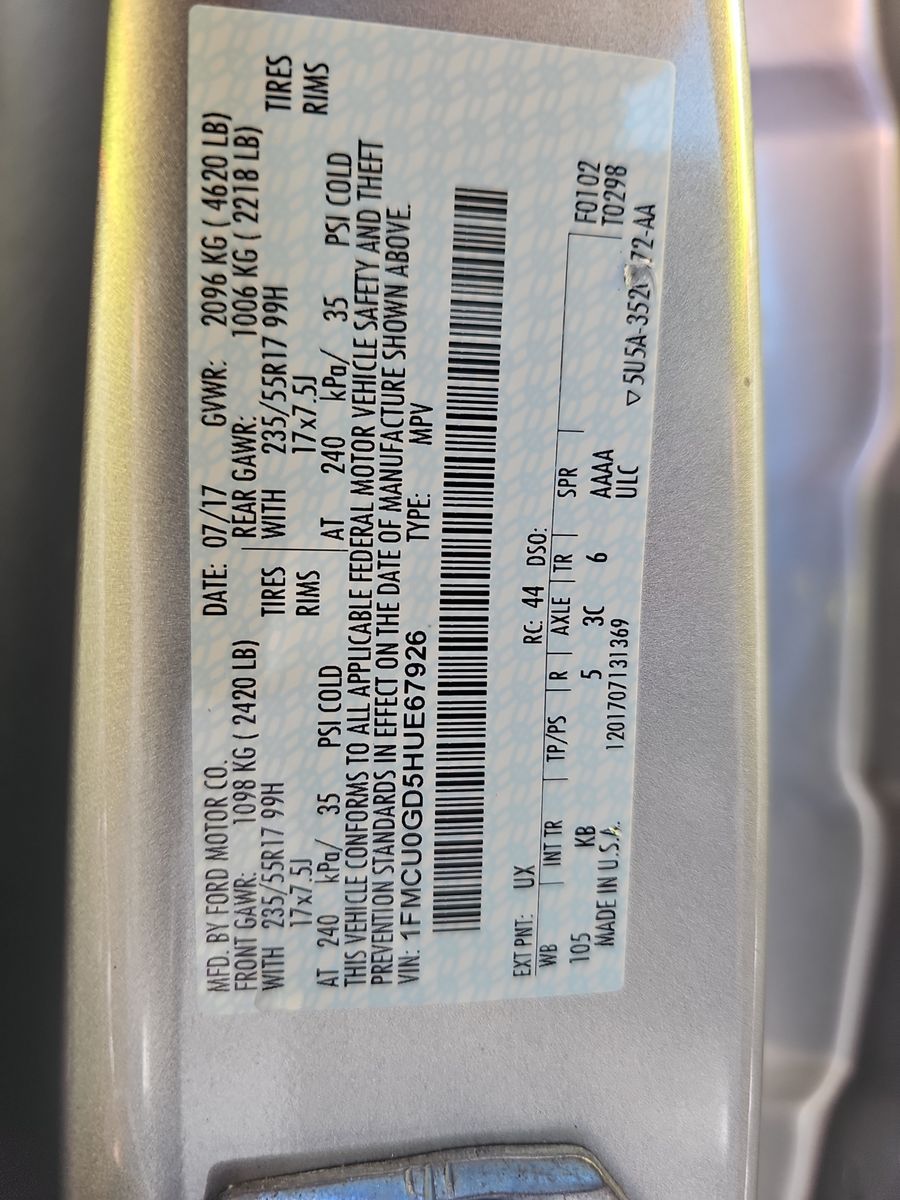 MFD. BY FORD MOTOR CO. DATE: 07/17 GVWR: 2096 KG ( 4620 LB)
FRONT GAWR: 1098 KG ( 2420 LB) REAR GAWR: 1006 KG ( 2218 LB)
WITH 235/55R17 99H TIRES WITH 235/55R17 99H TIRES
17x7.5J RIMS 17x7.5J RIMS
AT 240 kPa/ 35 PSI COLD AT 240 kPa/ 35 PSI COLD
THIS VEHICLE CONFORMS TO ALL APPLICABLE FEDERAL MOTOR VEHICLE SAFETY AND THEFT
PREVENTION STANDARDS IN EFFECT ON THE DATE OF MANUFACTURE SHOWN ABOVE.
VIN: 1FMCU0GD5HUE67926 TYPE: MPV
EXT PNT: UX RC: 44 DSO:
WB INT TR TP/PS R AXLE TR SPR F0102
105 KB 5 3C 6 AAAA T0298
MADE IN U.S.A. 1201707131369 ULC
▽5U5A-352 72-AA